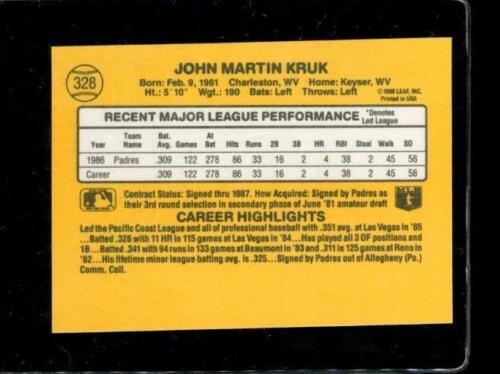 328
JOHN MARTIN KRUK
Born: Feb. 9, 1961 Charleston, WV Home: Keyser, WV
Ht.: 5'10" Wgt.: 190 Bats: Left Throws: Left
©1986 LEAF, INC.
Printed in USA
RECENT MAJOR LEAGUE PERFORMANCE *Denotes Led League
Year Team Name Bat. Avg. Games At Bat Hits Runs 2B 3B HR RBI Steal Walk SO
1986 Padres .309 122 278 86 33 16 2 4 38 2 45 58
Career .309 122 278 86 33 16 2 4 38 2 45 58
Contract Status: Signed thru 1987. How Acquired: Signed by Padres as
their 3rd round selection in secondary phase of June '81 amateur draft
CAREER HIGHLIGHTS
Led the Pacific Coast League and all of professional baseball with .351 avg. at Las Vegas in '85
...Batted .326 with 11 HR in 115 games at Las Vegas in '84...Has played all 3 OF positions and
1B...Batted .341 with 94 runs in 133 games at Beaumont in '83 and .311 in 125 games at Reno in
'82...His lifetime minor league batting avg. is .325...Signed by Padres out of Allegheny (Pa.)
Comm. Coll.